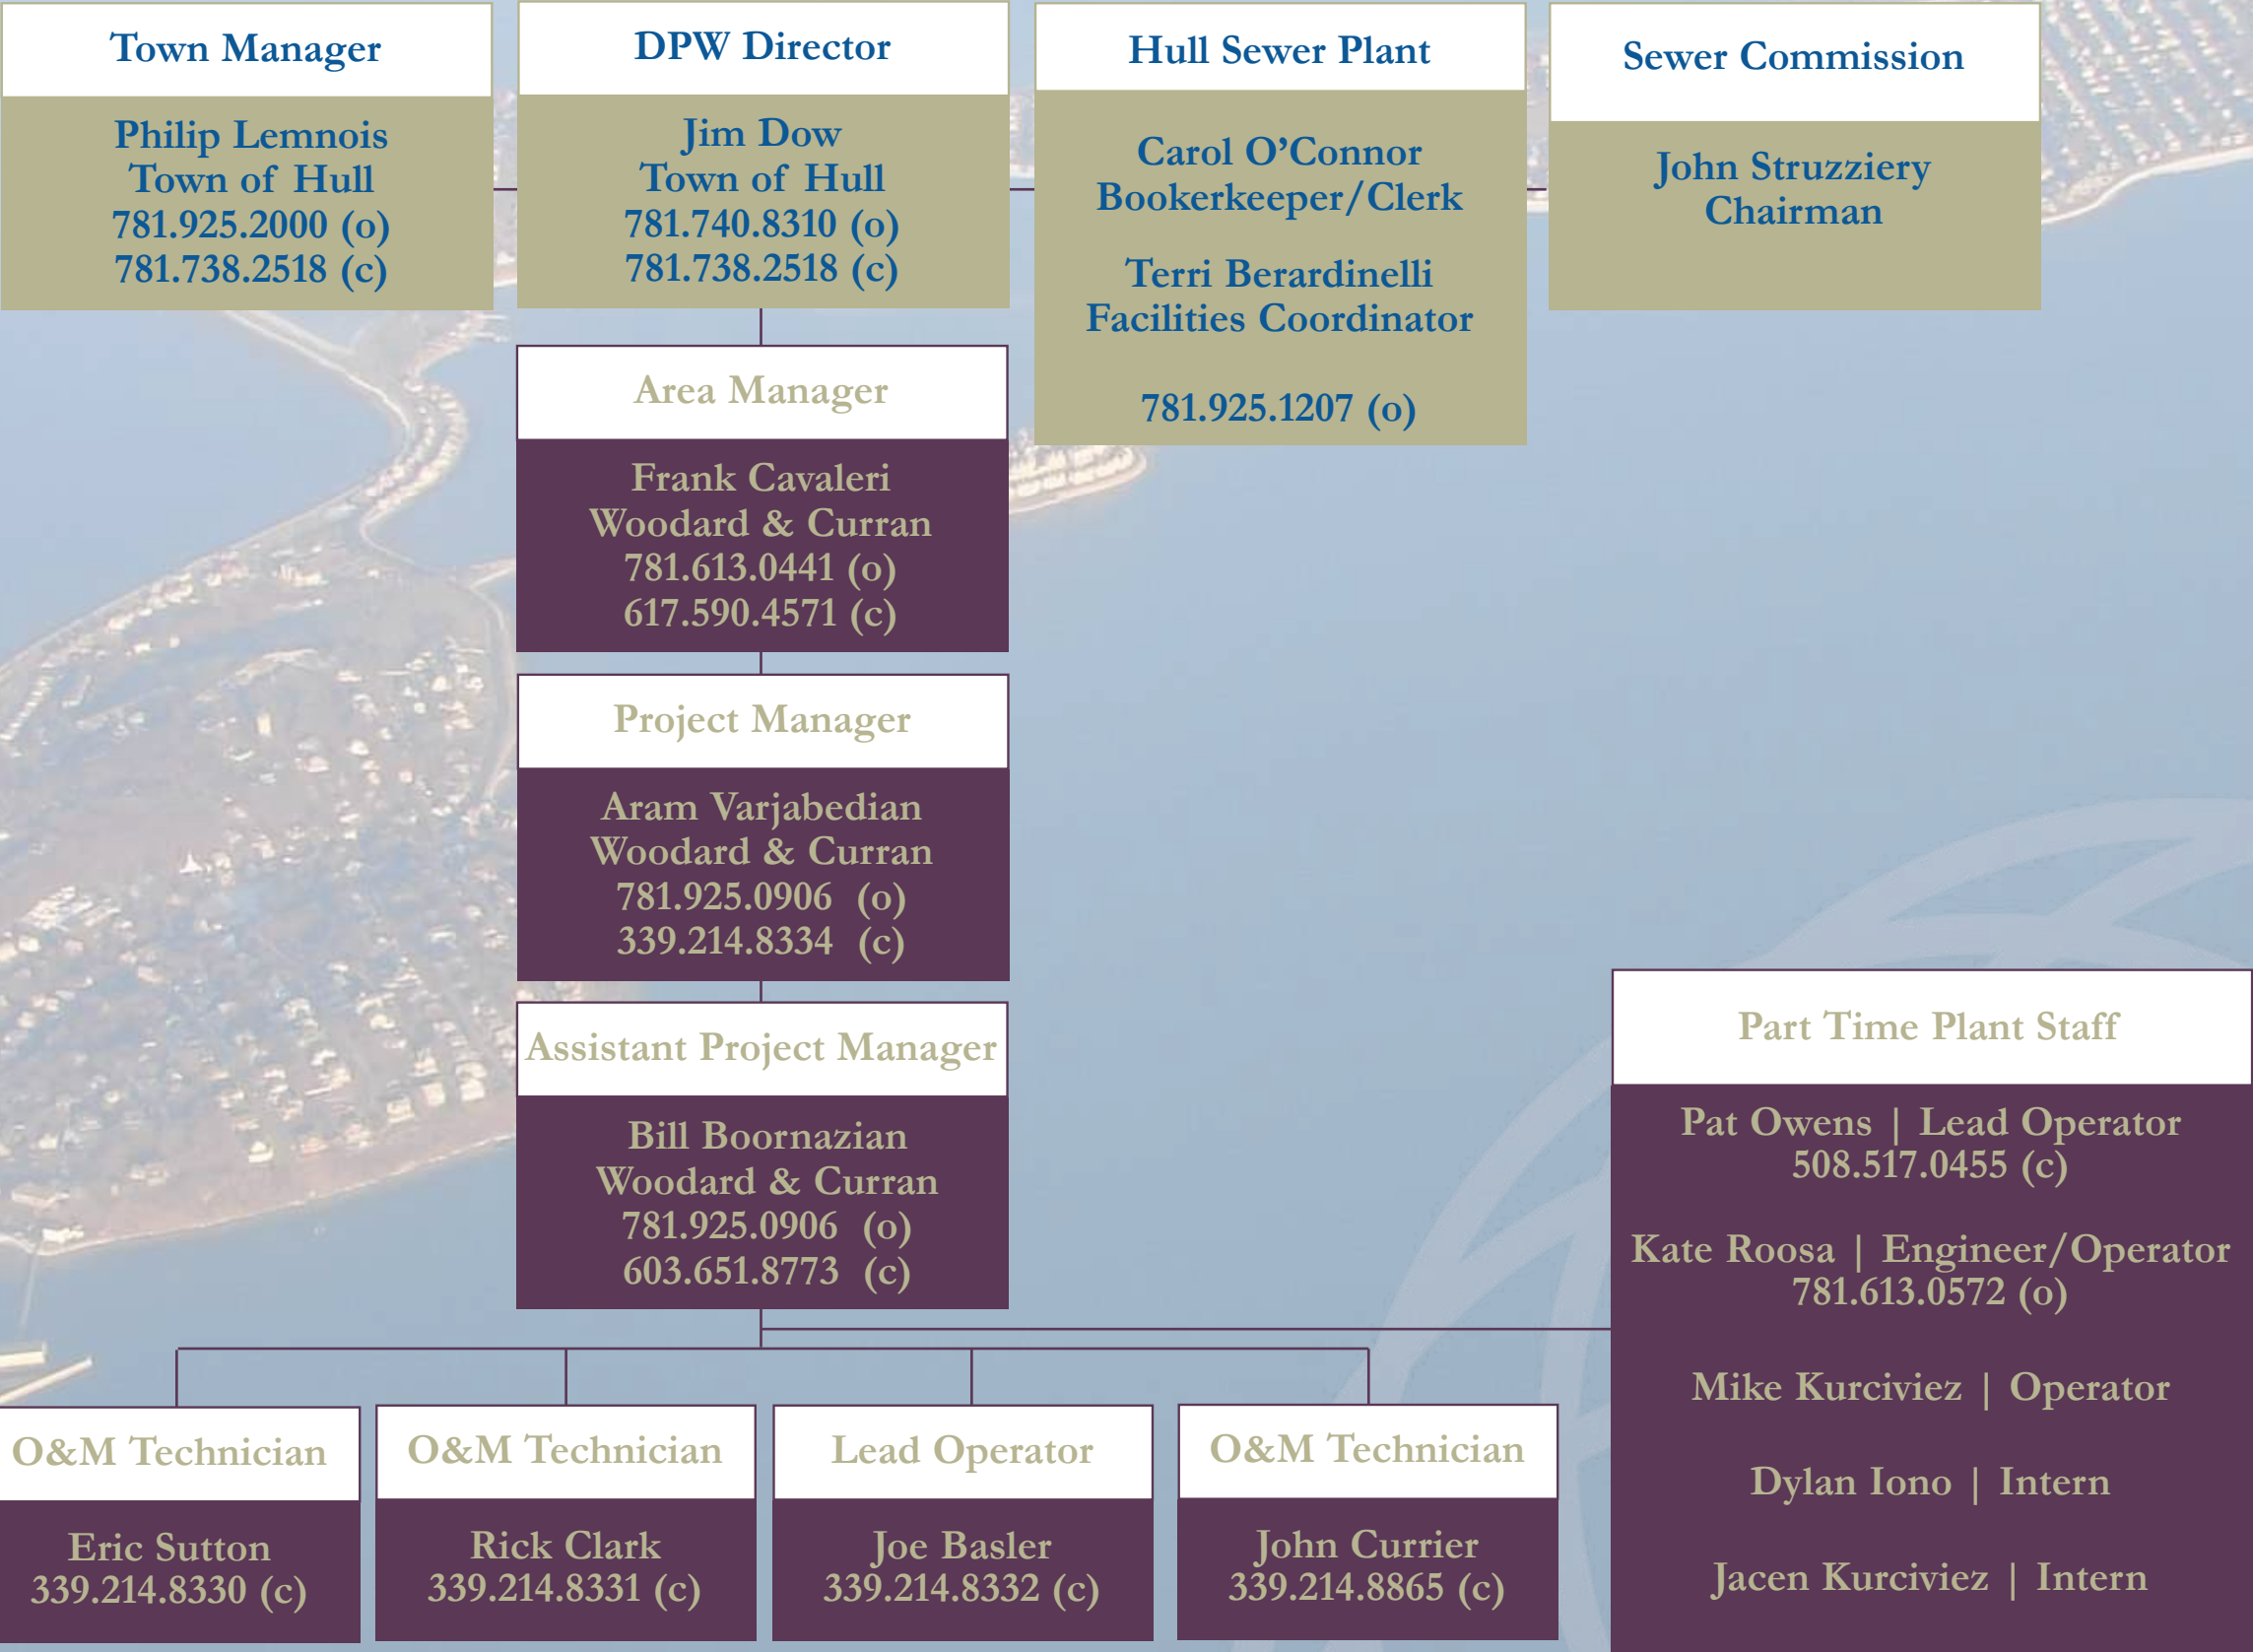 Town Manager
Philip Lemnois
Town of Hull
781.925.2000 (o)
781.738.2518 (c)
DPW Director
Jim Dow
Town of Hull
781.740.8310 (o)
781.738.2518 (c)
Hull Sewer Plant
Carol O’Connor
Bookerkeeper/Clerk
Terri Berardinelli
Facilities Coordinator
781.925.1207 (o)
Sewer Commission
John Struzziery
Chairman
Area Manager
Frank Cavaleri
Woodard & Curran
781.613.0441 (o)
617.590.4571 (c)
Project Manager
Aram Varjabedian
Woodard & Curran
781.925.0906 (o)
339.214.8334 (c)
Assistant Project Manager
Bill Boornazian
Woodard & Curran
781.925.0906 (o)
603.651.8773 (c)
Part Time Plant Staff
Pat Owens | Lead Operator
508.517.0455 (c)
Kate Roosa | Engineer/Operator
781.613.0572 (o)
Mike Kurciviez | Operator
Dylan Iono | Intern
Jacen Kurciviez | Intern
O&M Technician
Eric Sutton
339.214.8330 (c)
O&M Technician
Rick Clark
339.214.8331 (c)
Lead Operator
Joe Basler
339.214.8332 (c)
O&M Technician
John Currier
339.214.8865 (c)